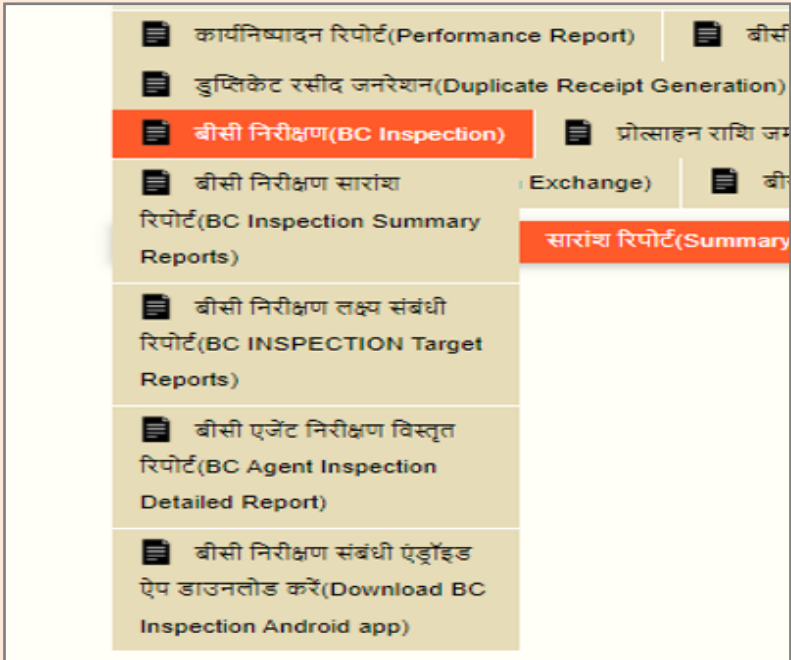 कार्यनिष्पादन रिपोर्ट(Performance Report) बीसी
डुप्लिकेट रसीद जनरेशन(Duplicate Receipt Generation)
बीसी निरीक्षण(BC Inspection) प्रोत्साहन राशि
बीसी निरीक्षण सारांश Exchange)
रिपोर्ट(BC Inspection Summary सारांश रिपोर्ट(Summary
Reports)
बीसी निरीक्षण लक्ष्य संबंधी
रिपोर्ट(BC INSPECTION Target
Reports)
बीसी एजेंट निरीक्षण विस्तृत
रिपोर्ट(BC Agent Inspection
Detailed Report)
बीसी निरीक्षण संबंधी एंड्रॉइड
ऐप डाउनलोड करें(Download BC
Inspection Android app)